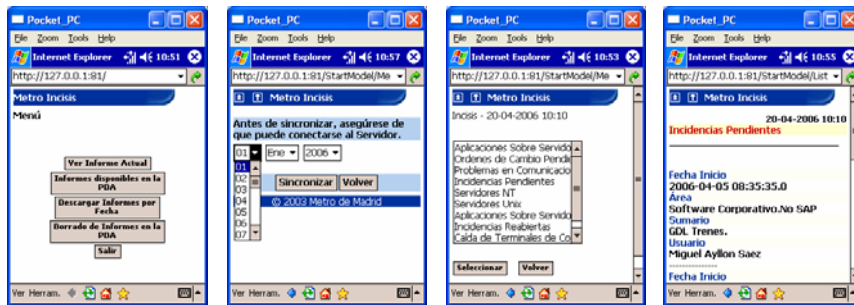 Pocket_PC
File Zoom Tools Help
Internet Explorer 10:51
http://127.0.0.1:81/
Metro Incisis
Menú
Ver Informe Actual
Informes disponibles en la
PDA
Descargar Informes por
Fecha
Borrado de Informes en la
PDA
Salir
Ver Herram.
Pocket_PC
File Zoom Tools Help
Internet Explorer 10:57
http://127.0.0.1:81/StartModel/Me
Metro Incisis
Antes de sincronizar, asegúrese de
que puede conectarse al Servidor.
01 Ene 2006
01
02
03
04
05
06
07
Sincronizar Volver
© 2003 Metro de Madrid
Ver Herram.
Pocket_PC
File Zoom Tools Help
Internet Explorer 10:53
http://127.0.0.1:81/StartModel/Me
Metro Incisis
Incisis - 20-04-2006 10:10
Aplicaciones Sobre Servido
Ordenes de Cambio Pendi
Problemas en Comunicacio
Incidencias Pendientes
Servidores NT
Servidores Unix
Aplicaciones Sobre Servido
Incidencias Reabiertas
Caida de Terminales de Co
Seleccionar Volver
Ver Herram.
Pocket_PC
File Zoom Tools Help
Internet Explorer 10:55
http://127.0.0.1:81/StartModel/List
Metro Incisis
20-04-2006 10:10
Incidencias Pendientes
Fecha Inicio
2006-04-05 08:35:35.0
Área
Software Corporativo.No SAP
Sumario
GDL Trenes.
Usuario
Miguel Ayllon Saez
Fecha Inicio
Ver Herram.